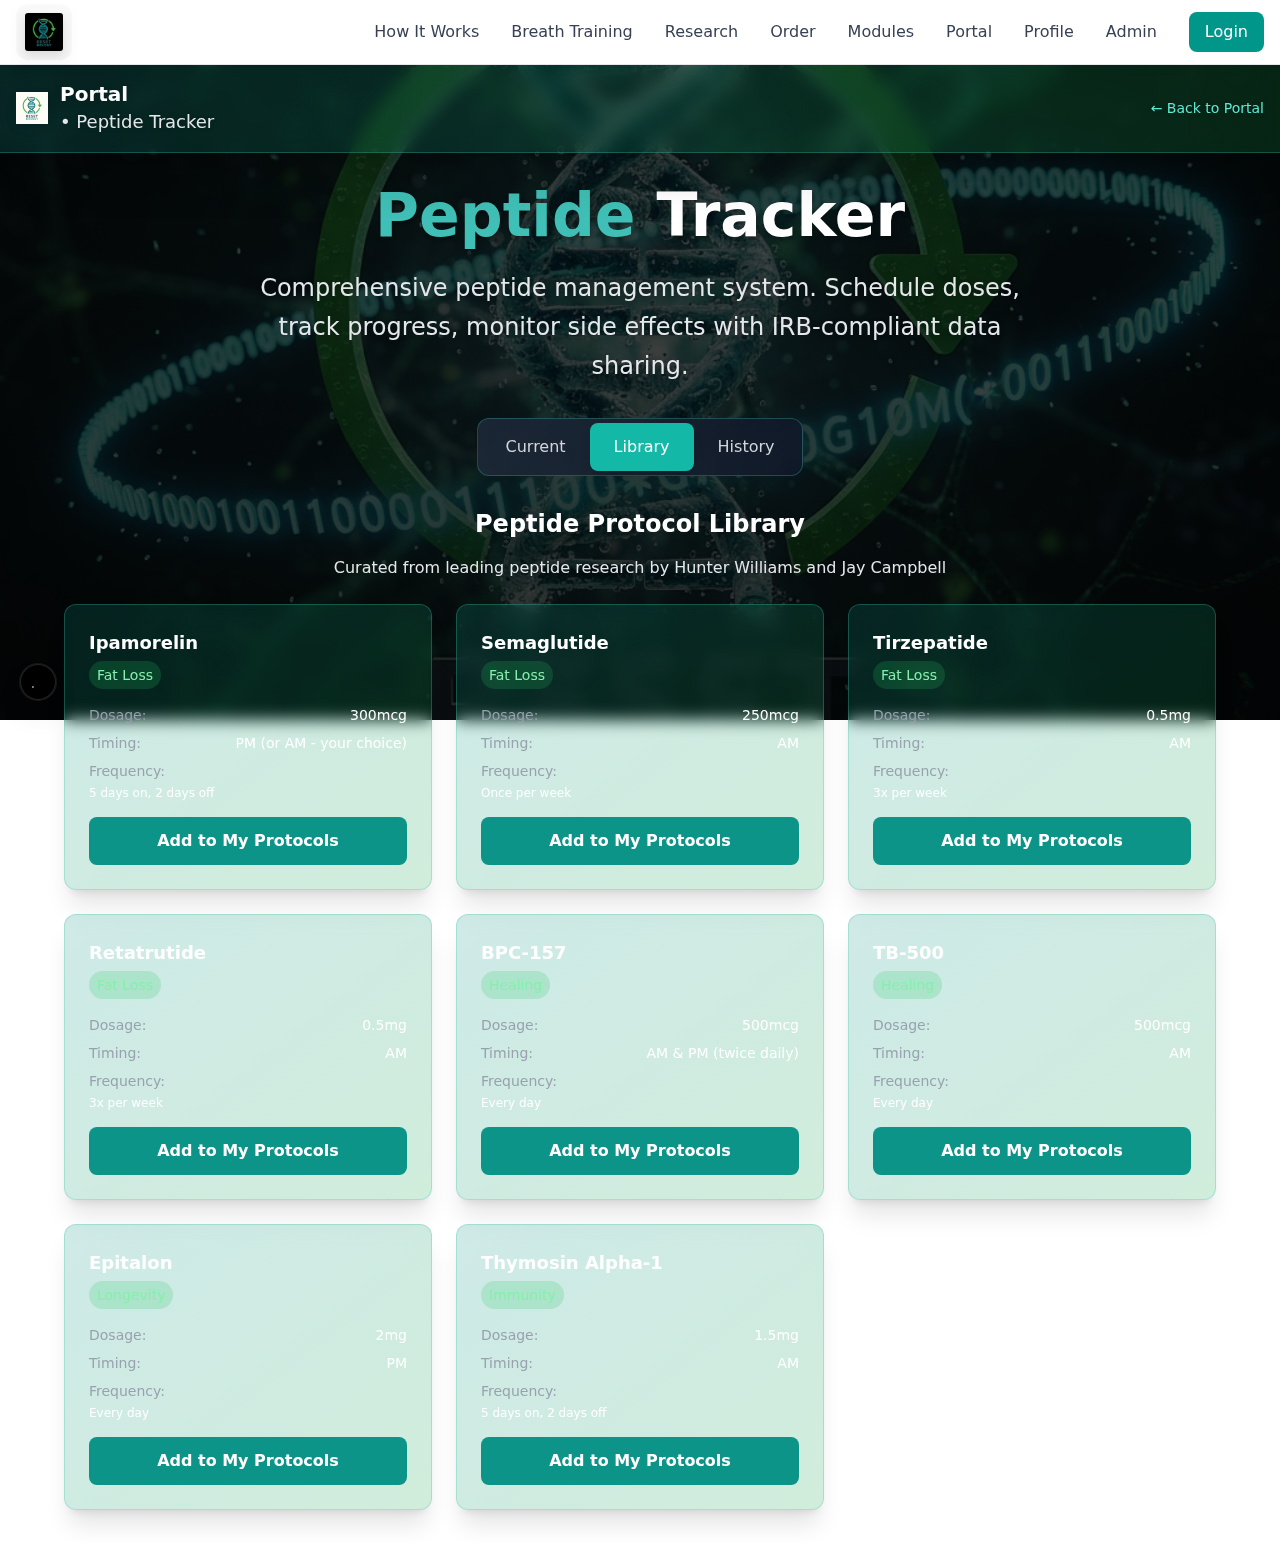 How It Works Breath Training Research Order Modules Portal Profile Admin Login
Portal
• Peptide Tracker
← Back to Portal
Peptide Tracker
Comprehensive peptide management system. Schedule doses,
track progress, monitor side effects with IRB-compliant data
sharing.
Current Library History
Peptide Protocol Library
Curated from leading peptide research by Hunter Williams and Jay Campbell
Ipamorelin
Fat Loss
Dosage: 300mcg
Timing: PM (or AM - your choice)
Frequency:
5 days on, 2 days off
Add to My Protocols
Semaglutide
Fat Loss
Dosage: 250mcg
Timing: AM
Frequency:
Once per week
Add to My Protocols
Tirzepatide
Fat Loss
Dosage: 0.5mg
Timing: AM
Frequency:
3x per week
Add to My Protocols
Retatrutide
Fat Loss
Dosage: 0.5mg
Timing: AM
Frequency:
3x per week
Add to My Protocols
BPC-157
Healing
Dosage: 500mcg
Timing: AM & PM (twice daily)
Frequency:
Every day
Add to My Protocols
TB-500
Healing
Dosage: 500mcg
Timing: AM
Frequency:
Every day
Add to My Protocols
Epitalon
Longevity
Dosage: 2mg
Timing: PM
Frequency:
Every day
Add to My Protocols
Thymosin Alpha-1
Immunity
Dosage: 1.5mg
Timing: AM
Frequency:
5 days on, 2 days off
Add to My Protocols